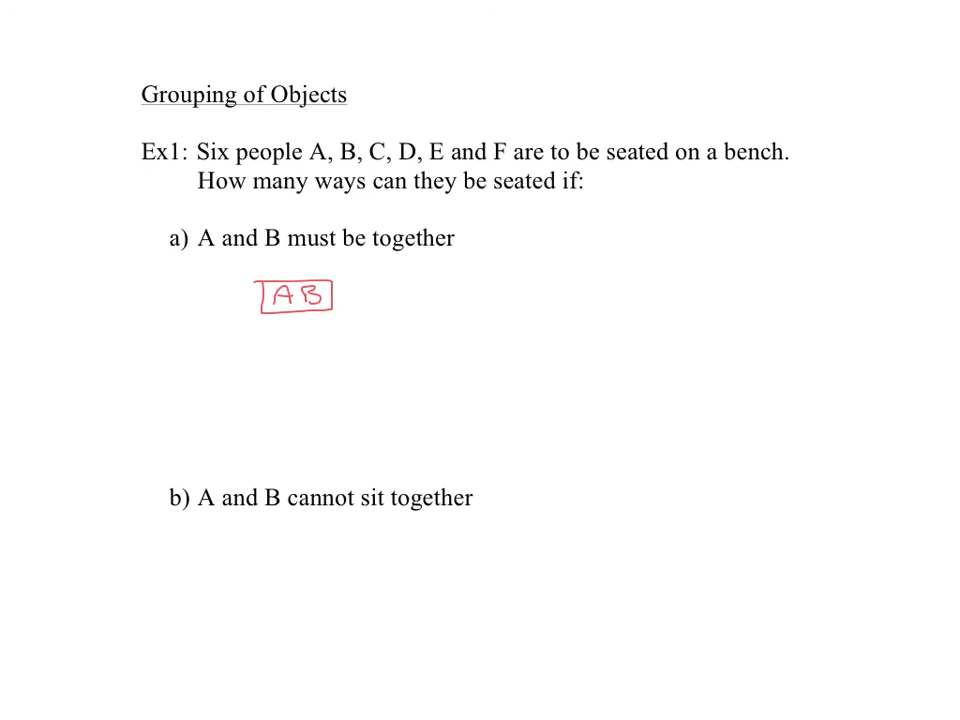 Grouping of Objects
Ex1: Six people A, B, C, D, E and F are to be seated on a bench.
How many ways can they be seated if:
a) A and B must be together
A B
b) A and B cannot sit together